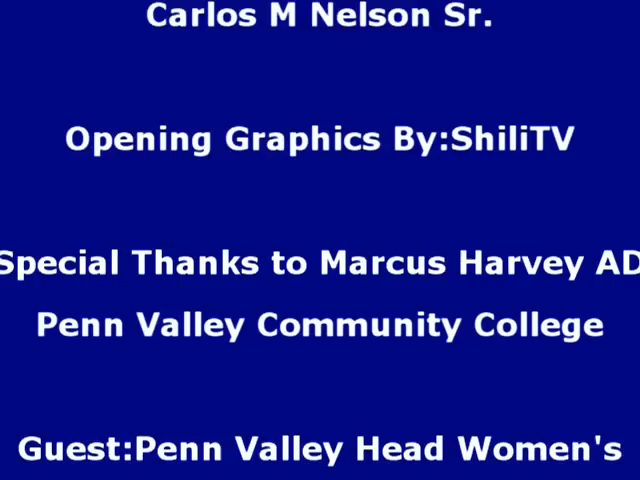 Carlos M Nelson Sr.
Opening Graphics By:ShiliTV
Special Thanks to Marcus Harvey AD
Penn Valley Community College
Guest:Penn Valley Head Women's